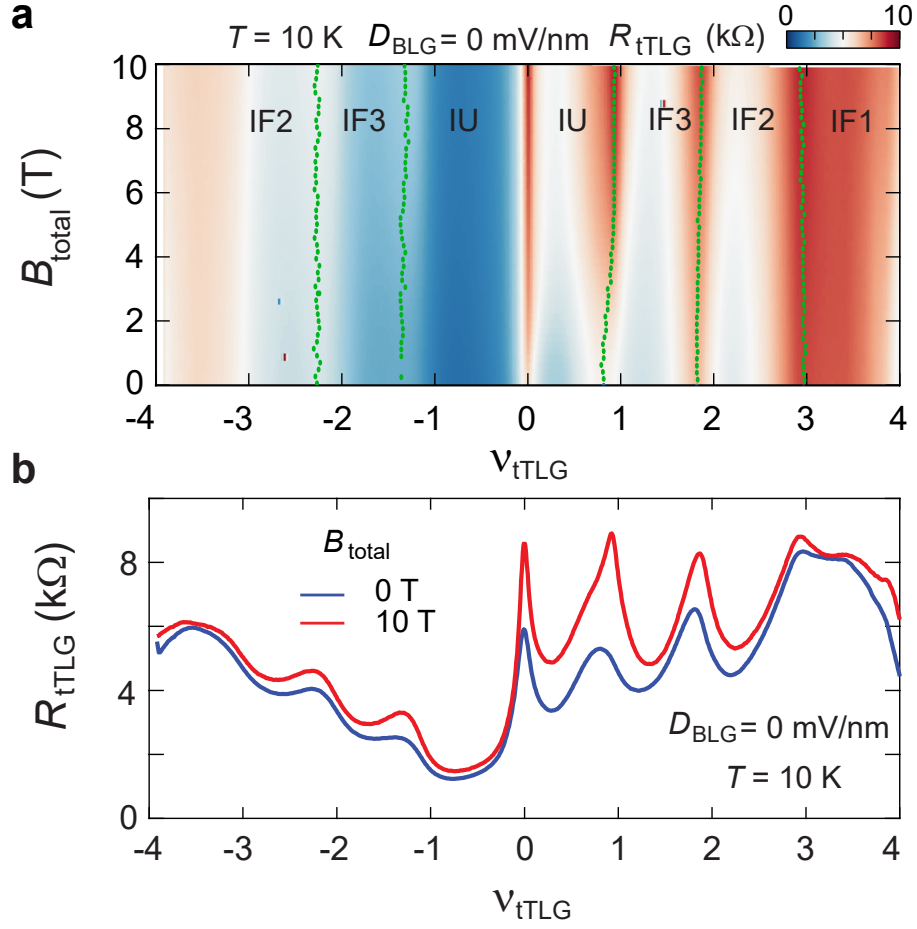 a
T = 10 K D_BLG = 0 mV/nm R_tTLG (kΩ) 0 10
10
8
6
4
2
0
B_total (T)
IF2 IF3 IU IU IF3 IF2 IF1
-4 -3 -2 -1 0 1 2 3 4
ν_tTLG
b
R_tTLG (kΩ)
8
4
0
B_total
0 T
10 T
D_BLG = 0 mV/nm
T = 10 K
-4 -3 -2 -1 0 1 2 3 4
ν_tTLG